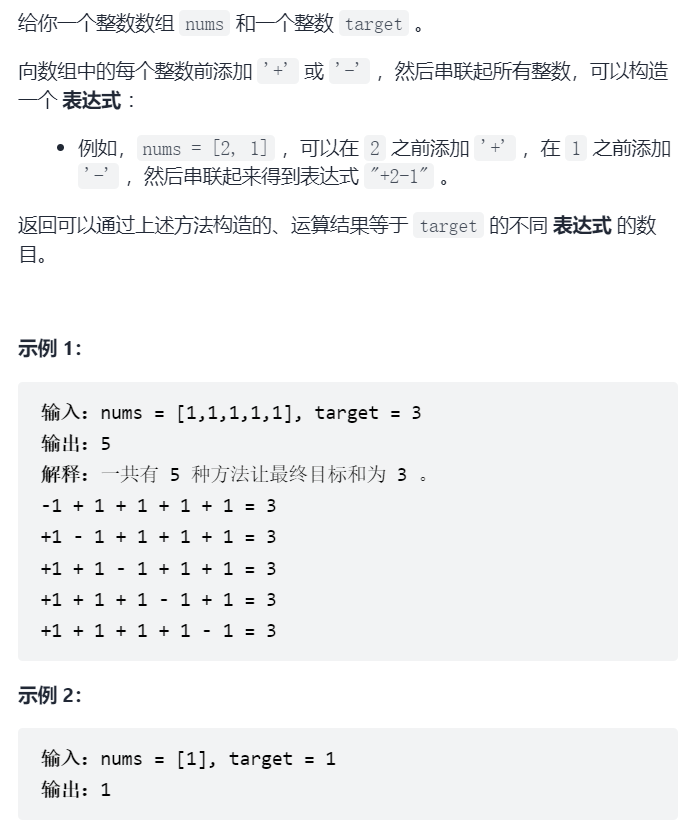 给你一个整数数组 nums 和一个整数 target 。
向数组中的每个整数前添加 '+' 或 '-' ，然后串联起所有整数，可以构造
一个 表达式 ：
• 例如， nums = [2, 1] ，可以在 2 之前添加 '+' ，在 1 之前添加
'-' ，然后串联起来得到表达式 "+2-1" 。
返回可以通过上述方法构造的、运算结果等于 target 的不同 表达式 的数
目。
示例 1：
输入：nums = [1,1,1,1,1], target = 3
输出：5
解释：一共有 5 种方法让最终目标和为 3 。
-1 + 1 + 1 + 1 + 1 = 3
+1 - 1 + 1 + 1 + 1 = 3
+1 + 1 - 1 + 1 + 1 = 3
+1 + 1 + 1 - 1 + 1 = 3
+1 + 1 + 1 + 1 - 1 = 3
示例 2：
输入：nums = [1], target = 1
输出：1